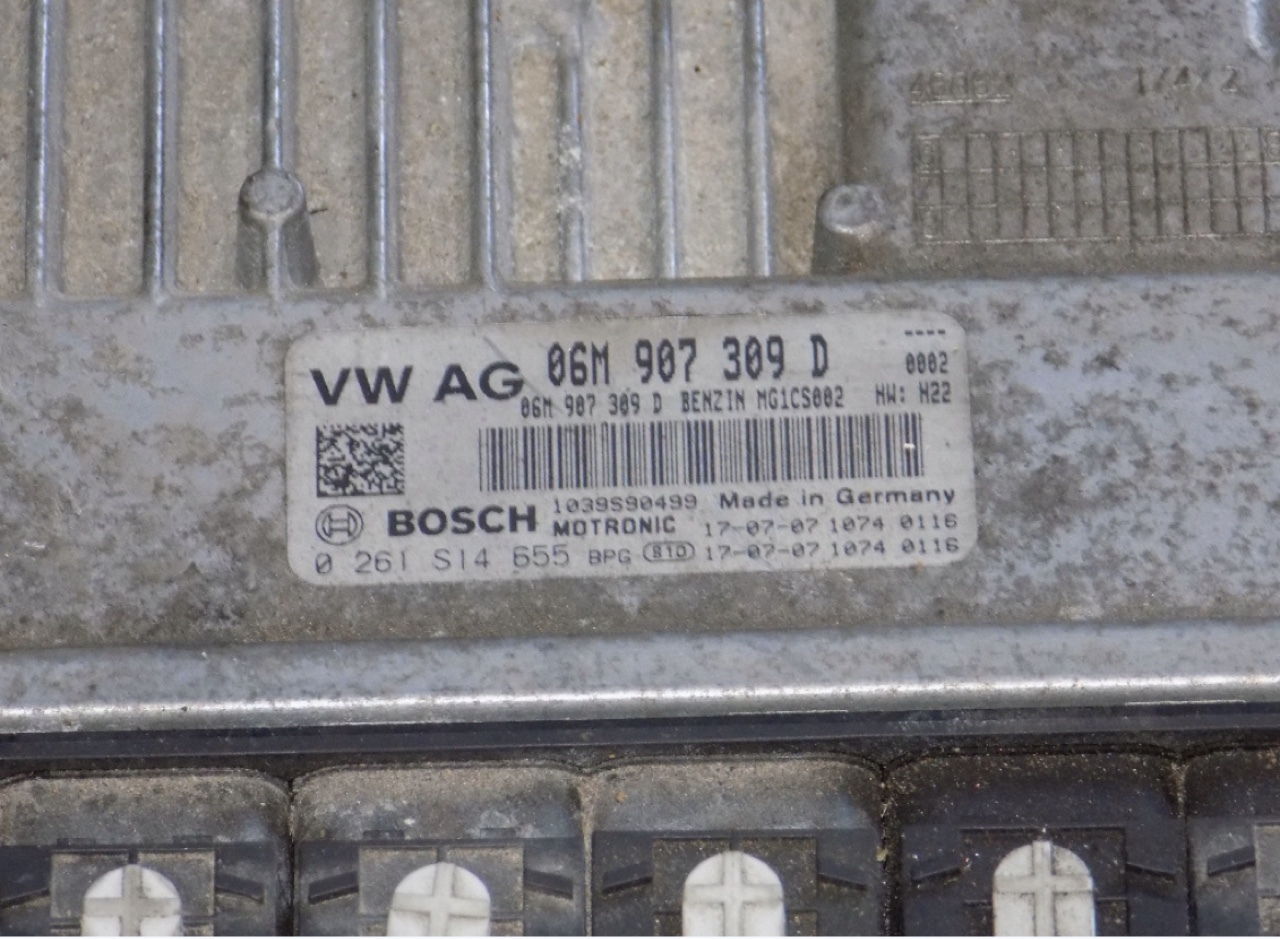 VW AG 06M 907 309 D ----
0002
06M 907 309 D BENZIN MG1CS002 HW: H22
1039S90499 Made in Germany
BOSCH MOTRONIC 17-07-07 1074 0116
0 261 S14 655 BPG 810 17-07-07 1074 0116